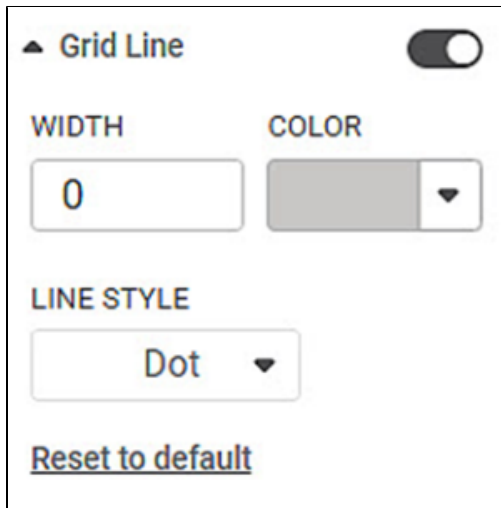 Grid Line
WIDTH COLOR
0
LINE STYLE
Dot
Reset to default